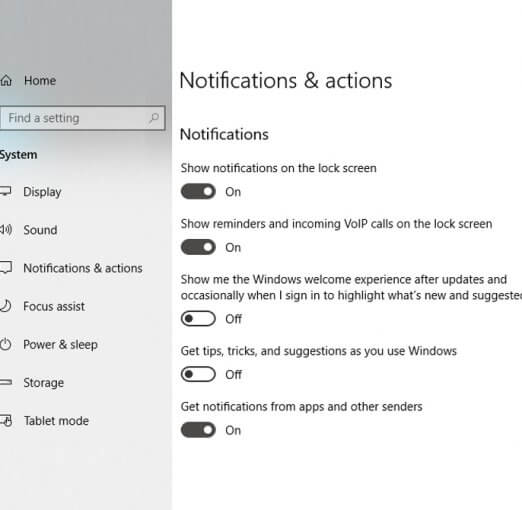 Home
Find a setting
System
Display
Sound
Notifications & actions
Focus assist
Power & sleep
Storage
Tablet mode
Notifications & actions
Notifications
Show notifications on the lock screen
On
Show reminders and incoming VoIP calls on the lock screen
On
Show me the Windows welcome experience after updates and
occasionally when I sign in to highlight what's new and suggested
Off
Get tips, tricks, and suggestions as you use Windows
Off
Get notifications from apps and other senders
On